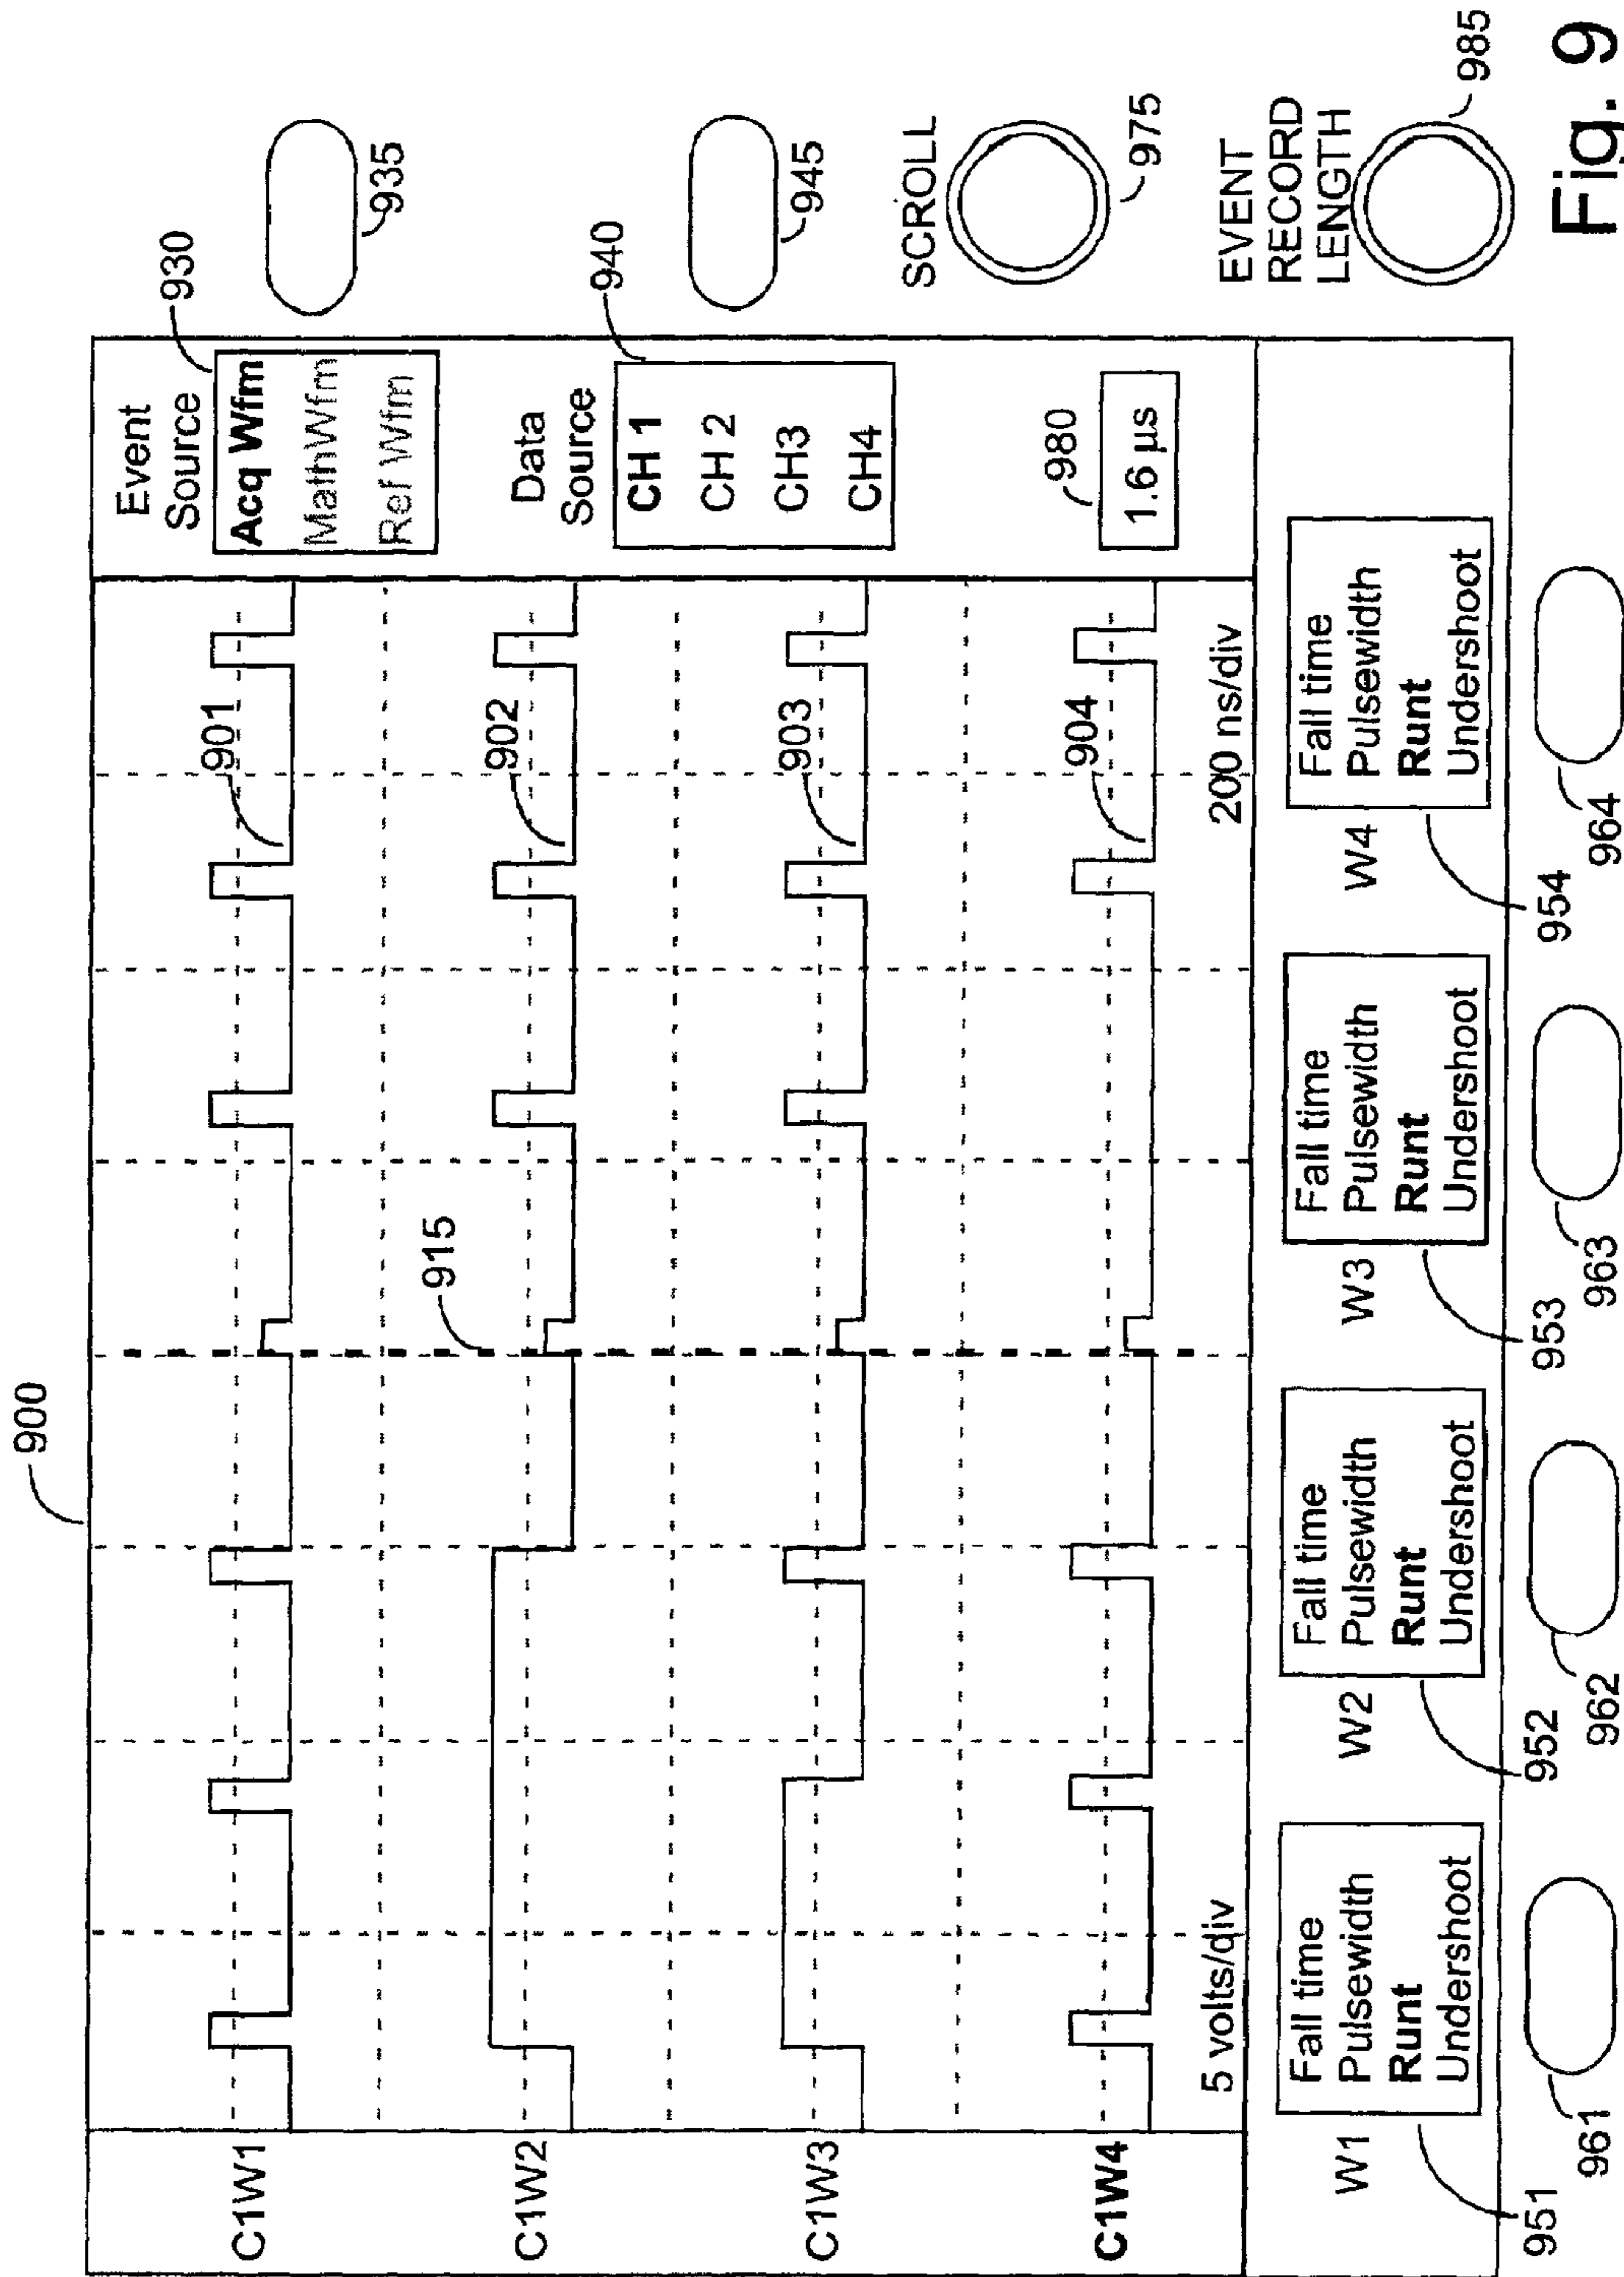 900
C1W1
C1W2
C1W3
C1W4
901
902
903
904
915
5 volts/div
200 ns/div
Event
Source
Acq Wfm
Math Wfm
Ref Wfm
930
935
Data
Source
CH 1
CH 2
CH3
CH4
940
945
980
1.6 µs
SCROLL
975
EVENT
RECORD
LENGTH
985
W1
Fall time
Pulsewidth
Runt
Undershoot
951
961
W2
Fall time
Pulsewidth
Runt
Undershoot
952
962
W3
Fall time
Pulsewidth
Runt
Undershoot
953
963
W4
Fall time
Pulsewidth
Runt
Undershoot
954
964
Fig. 9